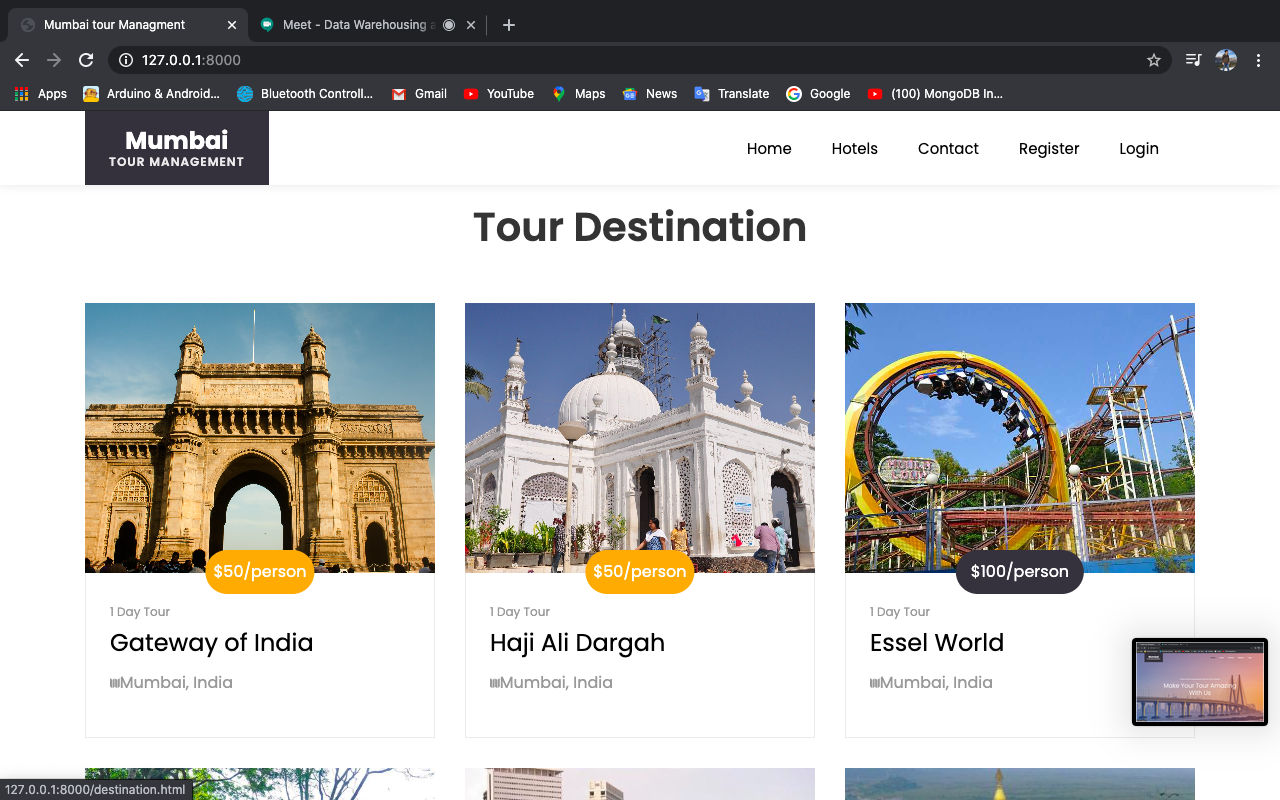 Mumbai tour Managment
Meet - Data Warehousing a
127.0.0.1:8000
Apps
Arduino & Android...
Bluetooth Controll...
Gmail
YouTube
Maps
News
Translate
Google
(100) MongoDB In...
Mumbai
TOUR MANAGEMENT
Home
Hotels
Contact
Register
Login
Tour Destination
$50/person
$50/person
$100/person
1 Day Tour
1 Day Tour
1 Day Tour
Gateway of India
Haji Ali Dargah
Essel World
Mumbai, India
Mumbai, India
Mumbai, India
Make Your Tour Amazing
With Us
127.0.0.1:8000/destination.html